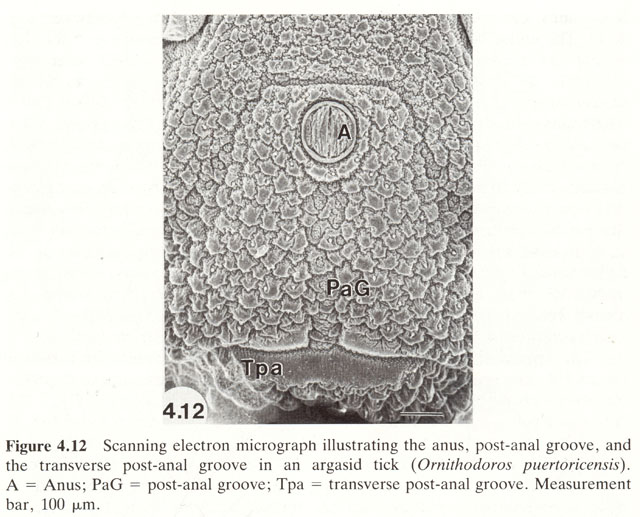 A
PaG
Tpa
4.12
Figure 4.12 Scanning electron micrograph illustrating the anus, post-anal groove, and
the transverse post-anal groove in an argasid tick (Ornithodoros puertoricensis).
A = Anus; PaG = post-anal groove; Tpa = transverse post-anal groove. Measurement
bar, 100 μm.